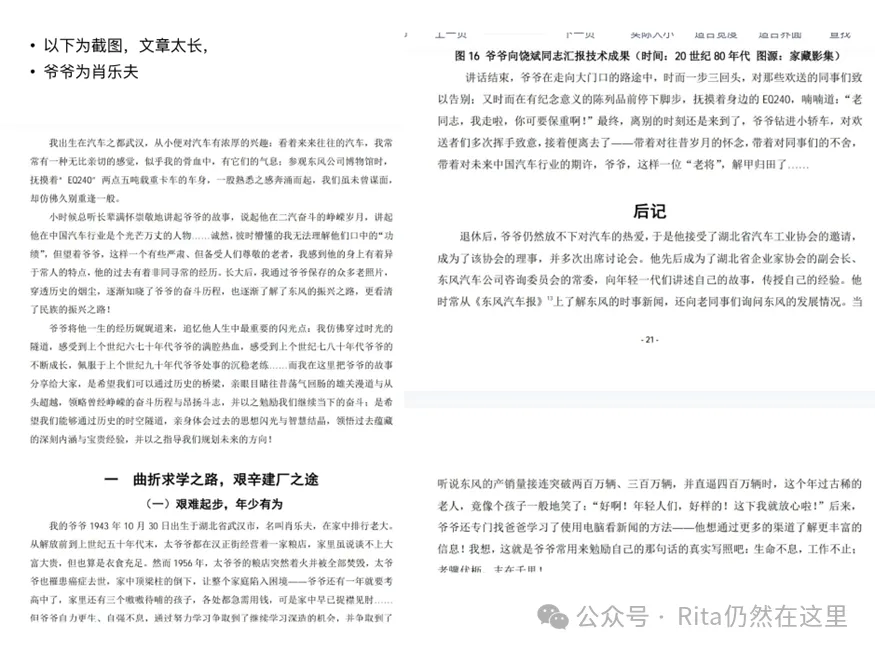 • 以下为截图，文章太长，
• 爷爷为肖乐夫
我出生在汽车之都武汉，从小便对汽车有浓厚的兴趣：看着来来往往的汽车，我常
常有一种无比亲切的感觉，似乎我的骨血中，有它们的气息；参观东风公司博物馆时，
抚摸着“EQ240”两点五吨载重卡车的车身，一股熟悉之感奔涌而起，我们虽未曾谋面，
却仿佛久别重逢一般。
小时候总听长辈满怀崇敬地讲起爷爷的故事，说起他在二汽奋斗的峥嵘岁月，讲起
他在中国汽车行业是个光芒万丈的人物……诚然，彼时懵懂的我无法理解他们口中的“功
绩”，但望着爷爷，这样一个有些严肃、但备受人们尊敬的老者，我感到他的身上有着异
于常人的特点，他的过去有着非同寻常的经历。长大后，我通过爷爷保存的众多老照片，
穿透历史的烟尘，逐渐知晓了爷爷的奋斗历程，也逐渐了解了东风的振兴之路，更看清
了民族的振兴之路！
爷爷将他一生的经历娓娓道来，追忆他人生中最重要的闪光点：我仿佛穿过时光的
隧道，感受到上个世纪六七十年代爷爷的满腔热血，感受到上个世纪七八十年代爷爷的
不断成长，佩服于上个世纪九十年代爷爷处事的沉稳老练……而我在这里把爷爷的故事
分享给大家，是希望我们可以通过历史的桥梁，亲眼目睹往昔荡气回肠的雄关漫道与从
头越，领略曾经峥嵘的奋斗历程与昂扬斗志，并以之勉励我们继续当下的奋斗；是希
望我们能够通过历史的时空隧道，亲身体会过去的思想闪光与智慧结晶，领悟过去蕴藏
的深刻内涵与宝贵经验，并以之指导我们规划未来的方向！
一 曲折求学之路，艰辛建厂之途
（一）艰难起步，年少有为
我的爷爷 1943 年 10 月 30 日出生于湖北省武汉市，名叫肖乐夫，在家中排行老大。
从解放前到上世纪五十年代末，太爷爷都在汉正街经营着一家粮店，家里虽说谈不上大
富大贵，但也算是衣食充足。然而 1956 年，太爷爷的粮店突然着火并被全部焚毁，太爷
爷也罹患癌症去世，家中顶梁柱的倒下，让整个家庭陷入困境——爷爷还有一年就要考
高中了，家里还有三个嗷嗷待哺的孩子，各处都急需用钱，可是家中早已捉襟见肘……
但爷爷自力更生、自强不息，通过努力学习争取到了继续学习深造的机会，并争取到了
上一页 下一页 实际大小 适合宽度 适合界面 查找
图 16 爷爷向饶斌同志汇报技术成果（时间：20 世纪 80 年代 图源：家藏影集）
讲话结束，爷爷在走向大门口的路途中，时而一步三回头，对那些欢送的同事们致
以告别；又时而在有纪念意义的陈列品前停下脚步，抚摸着身边的 EQ240，喃喃道：“老
同志，我走啦，你可要保重啊！”最终，离别的时刻还是来到了，爷爷钻进小轿车，对欢
送者们多次挥手致意，接着便离去了——带着对往昔岁月的怀念，带着对同事们的不舍，
带着对未来中国汽车行业的期许，爷爷，这样一位“老将”，解甲归田了……
后记
退休后，爷爷仍然放不下对汽车的热爱，于是他接受了湖北省汽车工业协会的邀请，
成为了该协会的理事，并多次出席讨论会。他先后成为了湖北省企业家协会的副会长、
东风汽车公司咨询委员会的常委，向年轻一代们讲述自己的故事，传授自己的经验。他
时常从《东风汽车报》13上了解东风的时事新闻，还向老同事们询问东风的发展情况。当
- 21 -
听说东风的产销量接连突破两百万辆、三百万辆，并直逼四百万辆时，这个年过古稀的
老人，竟像个孩子一般地笑了：“好啊！年轻人们，好样的！这下我就放心啦！”后来，
爷爷还专门找爸爸学习了使用电脑看新闻的方法——他想通过更多的渠道了解更丰富的
信息！我想，这就是爷爷常用来勉励自己的那句话的真实写照吧：生命不息，工作不止；
老骥伏枥，志在千里！
公众号 · Rita仍然在这里